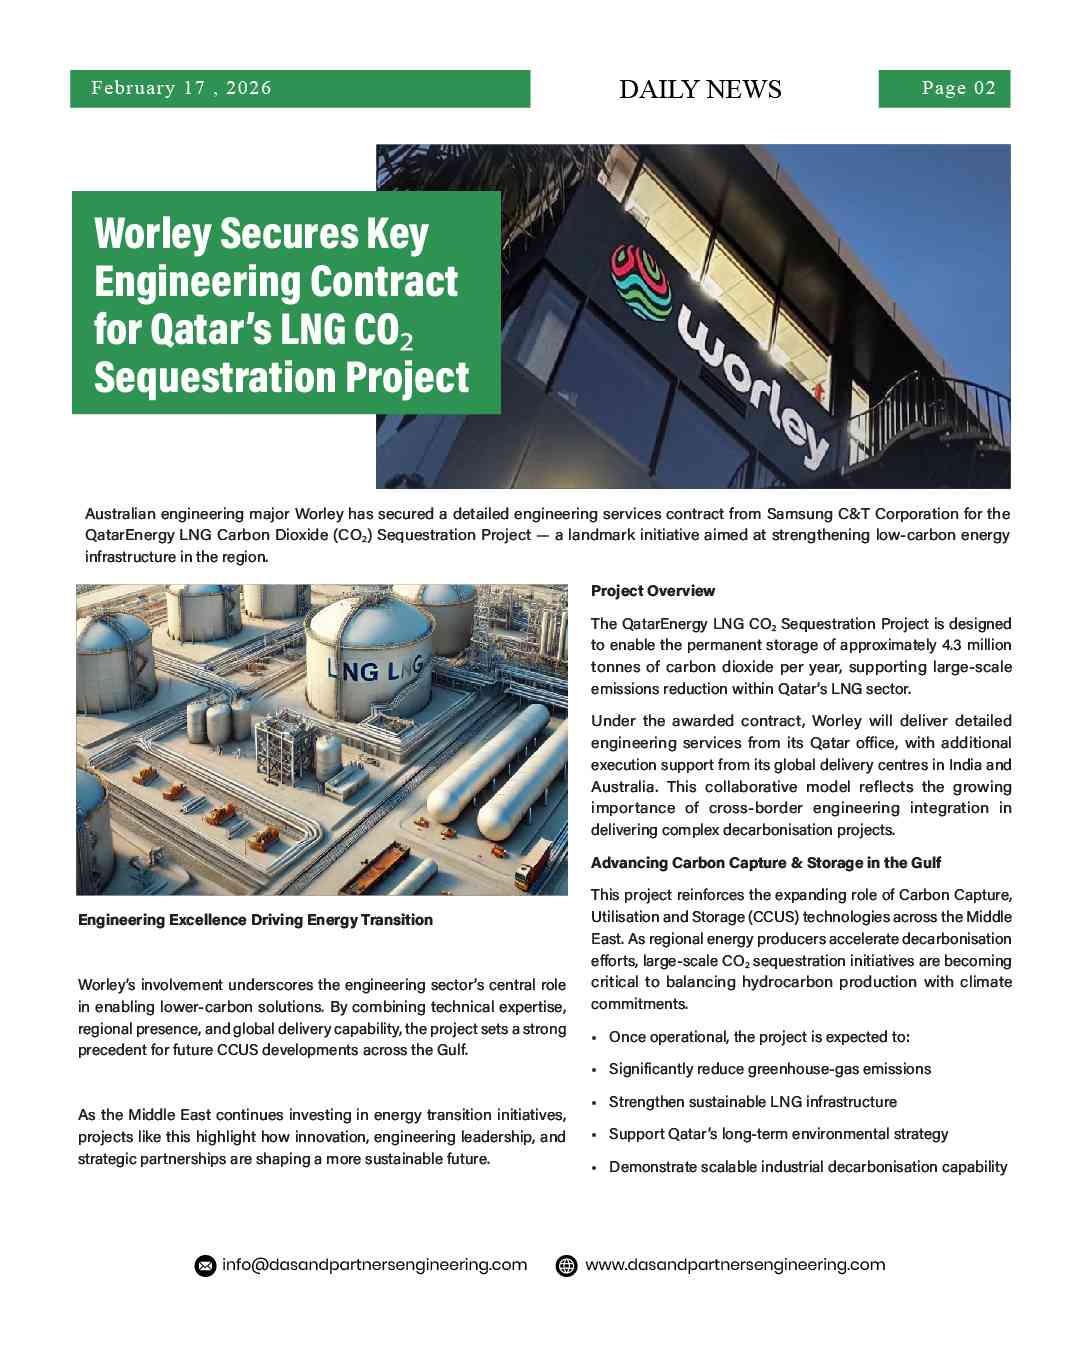 February 17 , 2026
DAILY NEWS
Page 02
Worley Secures Key
Engineering Contract
for Qatar’s LNG CO₂
Sequestration Project
worley
Australian engineering major Worley has secured a detailed engineering services contract from Samsung C&T Corporation for the
QatarEnergy LNG Carbon Dioxide (CO₂) Sequestration Project — a landmark initiative aimed at strengthening low-carbon energy
infrastructure in the region.
LNG LNG
Engineering Excellence Driving Energy Transition
Worley’s involvement underscores the engineering sector’s central role
in enabling lower-carbon solutions. By combining technical expertise,
regional presence, and global delivery capability, the project sets a strong
precedent for future CCUS developments across the Gulf.
As the Middle East continues investing in energy transition initiatives,
projects like this highlight how innovation, engineering leadership, and
strategic partnerships are shaping a more sustainable future.
Project Overview
The QatarEnergy LNG CO₂ Sequestration Project is designed
to enable the permanent storage of approximately 4.3 million
tonnes of carbon dioxide per year, supporting large-scale
emissions reduction within Qatar’s LNG sector.
Under the awarded contract, Worley will deliver detailed
engineering services from its Qatar office, with additional
execution support from its global delivery centres in India and
Australia. This collaborative model reflects the growing
importance of cross-border engineering integration in
delivering complex decarbonisation projects.
Advancing Carbon Capture & Storage in the Gulf
This project reinforces the expanding role of Carbon Capture,
Utilisation and Storage (CCUS) technologies across the Middle
East. As regional energy producers accelerate decarbonisation
efforts, large-scale CO₂ sequestration initiatives are becoming
critical to balancing hydrocarbon production with climate
commitments.
• Once operational, the project is expected to:
• Significantly reduce greenhouse-gas emissions
• Strengthen sustainable LNG infrastructure
• Support Qatar’s long-term environmental strategy
• Demonstrate scalable industrial decarbonisation capability
info@dasandpartnersengineering.com
www.dasandpartnersengineering.com